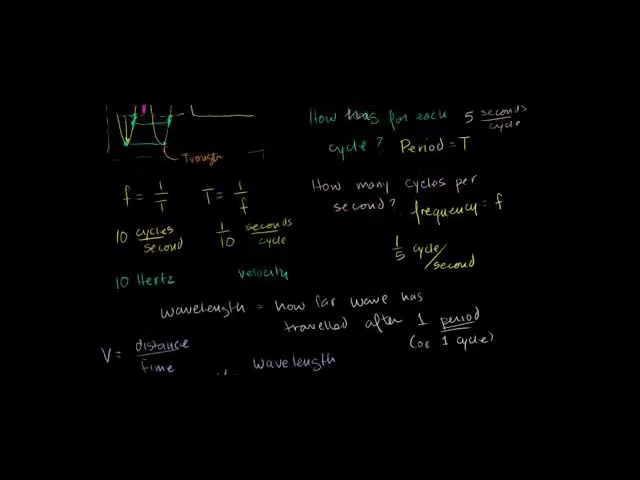 Trough
f = 1/T T = 1/f
10 cycles/second 1/10 seconds/cycle
10 Hertz velocity
How for each 5 seconds/cycle
cycle? Period = T
How many cycles per
second? frequency = f
1/5 cycle/second
wavelength = how far wave has
travelled after 1 period
(or 1 cycle)
V = distance/time
wavelength